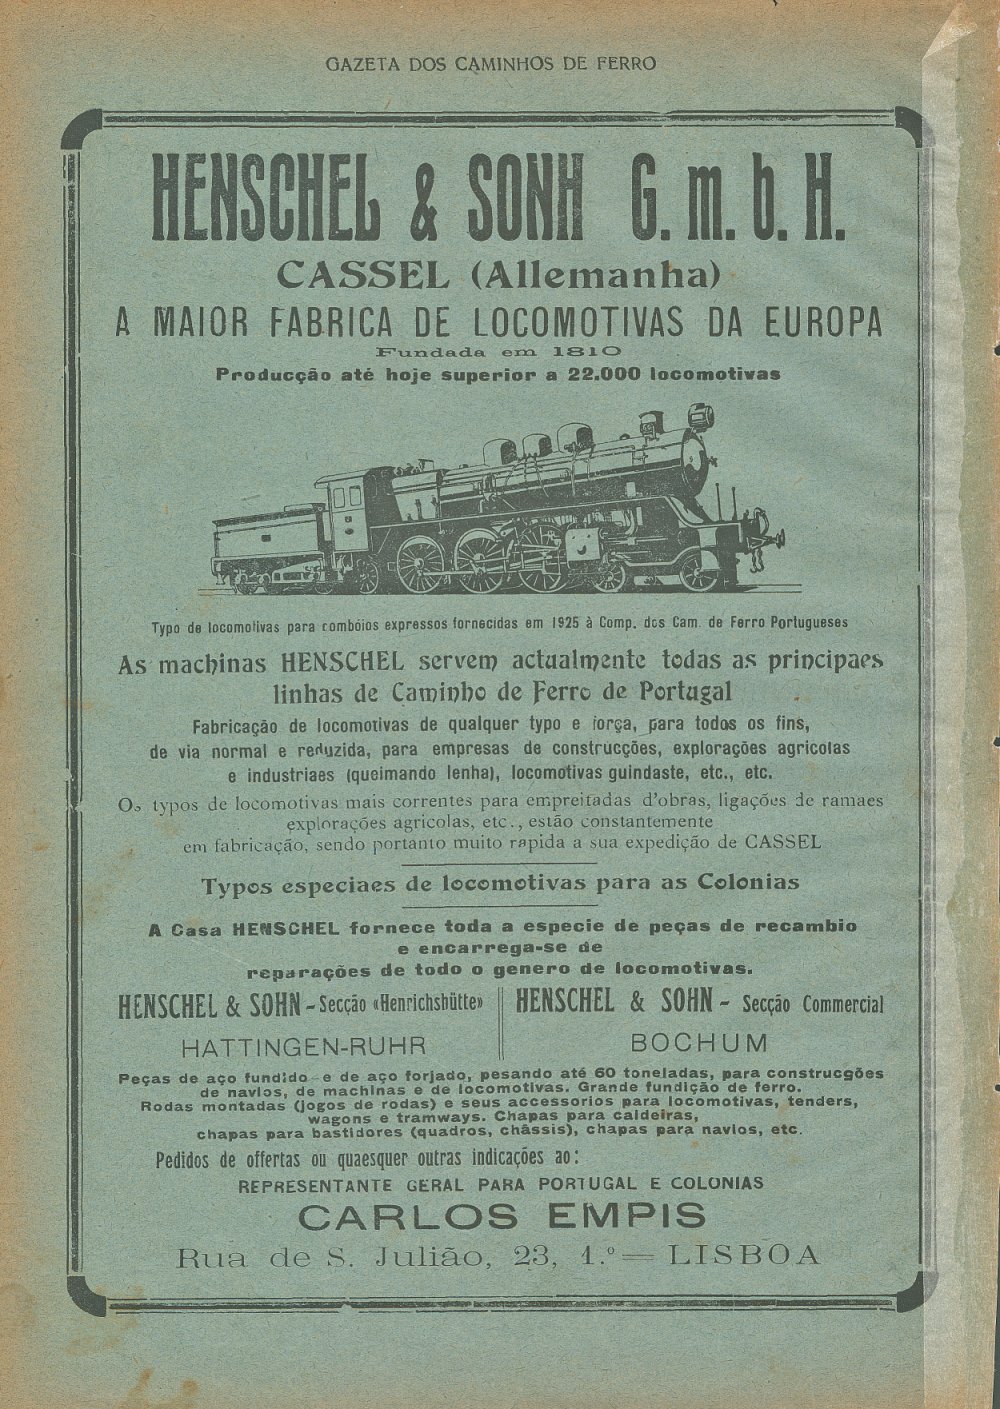 GAZETA DOS CAMINHOS DE FERRO
HENSCHEL & SONH G. m. b. H.
CASSEL (Allemanha)
A MAIOR FABRICA DE LOCOMOTIVAS DA EUROPA
Fundada em 1810
Producção até hoje superior a 22.000 locomotivas
Typo de locomotivas para combóios expressos fornecidas em 1925 à Comp. dos Cam. de Ferro Portugueses
As machinas HENSCHEL servem actualmente todas as principaes
linhas de Caminho de Ferro de Portugal
Fabricação de locomotivas de qualquer typo e força, para todos os fins,
de via normal e reduzida, para empresas de construcções, explorações agricolas
e industriaes (queimando lenha), locomotivas guindaste, etc., etc.
Os typos de locomotivas mais correntes para empreitadas d'obras, ligações de ramaes
explorações agricolas, etc., estão constantemente
em fabricação, sendo portanto muito rapida a sua expedição de CASSEL
Typos especiaes de locomotivas para as Colonias
A Casa HENSCHEL fornece toda a especie de peças de recambio
e encarrega-se de
reparações de todo o genero de locomotivas.
HENSCHEL & SOHN - Secção «Henrichshütte»
HATTINGEN-RUHR
HENSCHEL & SOHN - Secção Commercial
BOCHUM
Peças de aço fundido e de aço forjado, pesando até 60 toneladas, para construcções
de navios, de machinas e de locomotivas. Grande fundição de ferro.
Rodas montadas (jogos de rodas) e seus accessorios para locomotivas, tenders,
wagons e tramways. Chapas para caldeiras,
chapas para bastidores (quadros, châssis), chapas para navios, etc.
Pedidos de offertas ou quaesquer outras indicações ao:
REPRESENTANTE GERAL PARA PORTUGAL E COLONIAS
CARLOS EMPIS
Rua de S. Julião, 23, 1.º = LISBOA